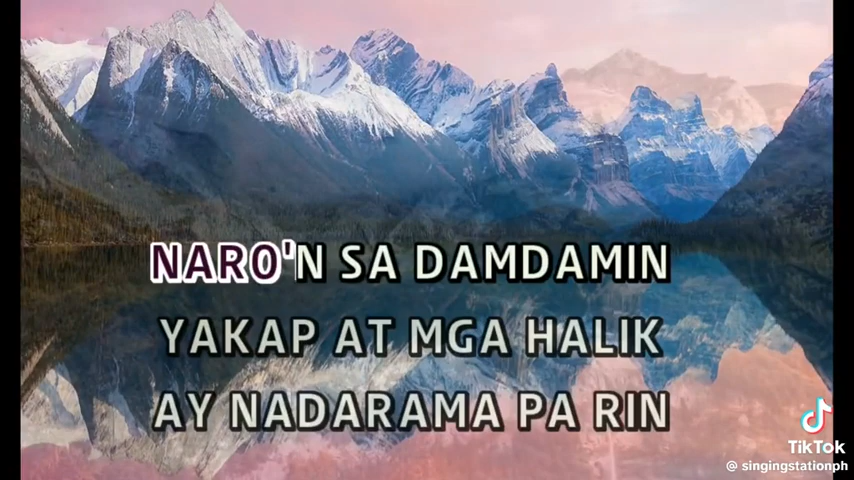 NARO'N SA DAMDAMIN
YAKAP AT MGA HALIK
AY NADARAMA PA RIN
TikTok
@ singingstationph